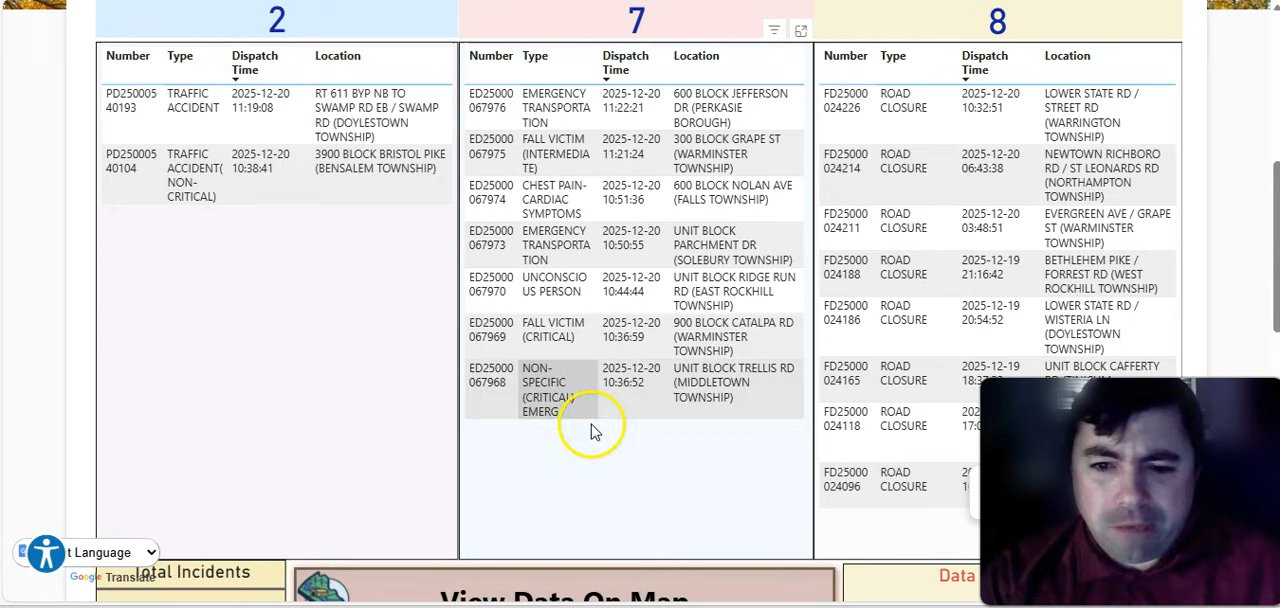 2
7
8
Number Type Dispatch Time Location
PD250005
40193
TRAFFIC
ACCIDENT
2025-12-20
11:19:08
RT 611 BYP NB TO
SWAMP RD EB / SWAMP
RD (DOYLESTOWN
TOWNSHIP)
PD250005
40104
TRAFFIC
ACCIDENT(
NON-
CRITICAL)
2025-12-20
10:38:41
3900 BLOCK BRISTOL PIKE
(BENSALEM TOWNSHIP)
Number Type Dispatch Time Location
ED25000
067976
EMERGENCY
TRANSPORTA
TION
2025-12-20
11:22:21
600 BLOCK JEFFERSON
DR (PERKASIE
BOROUGH)
ED25000
067975
FALL VICTIM
(INTERMEDIA
TE)
2025-12-20
11:21:24
300 BLOCK GRAPE ST
(WARMINSTER
TOWNSHIP)
ED25000
067974
CHEST PAIN-
CARDIAC
SYMPTOMS
2025-12-20
10:51:36
600 BLOCK NOLAN AVE
(FALLS TOWNSHIP)
ED25000
067973
EMERGENCY
TRANSPORTA
TION
2025-12-20
10:50:55
UNIT BLOCK
PARCHMENT DR
(SOLEBURY TOWNSHIP)
ED25000
067970
UNCONSCIO
US PERSON
2025-12-20
10:44:44
UNIT BLOCK RIDGE RUN
RD (EAST ROCKHILL
TOWNSHIP)
ED25000
067969
FALL VICTIM
(CRITICAL)
2025-12-20
10:36:59
900 BLOCK CATALPA RD
(WARMINSTER
TOWNSHIP)
ED25000
067968
NON-
SPECIFIC
(CRITICAL)
EMERG
2025-12-20
10:36:52
UNIT BLOCK TRELLIS RD
(MIDDLETOWN
TOWNSHIP)
Number Type Dispatch Time Location
FD25000
024226
ROAD
CLOSURE
2025-12-20
10:32:51
LOWER STATE RD /
STREET RD
(WARRINGTON
TOWNSHIP)
FD25000
024214
ROAD
CLOSURE
2025-12-20
06:43:38
NEWTOWN RICHBORO
RD / ST LEONARDS RD
(NORTHAMPTON
TOWNSHIP)
FD25000
024211
ROAD
CLOSURE
2025-12-20
03:48:51
EVERGREEN AVE / GRAPE
ST (WARMINSTER
TOWNSHIP)
FD25000
024188
ROAD
CLOSURE
2025-12-19
21:16:42
BETHLEHEM PIKE /
FORREST RD (WEST
ROCKHILL TOWNSHIP)
FD25000
024186
ROAD
CLOSURE
2025-12-19
20:54:52
LOWER STATE RD /
WISTERIA LN
(DOYLESTOWN
TOWNSHIP)
FD25000
024165
ROAD
CLOSURE
2025-12-19
UNIT BLOCK CAFFERTY
FD25000
024118
ROAD
CLOSURE
FD25000
024096
ROAD
CLOSURE
t Language
Google Translate
Total Incidents
View Data On Map
Data